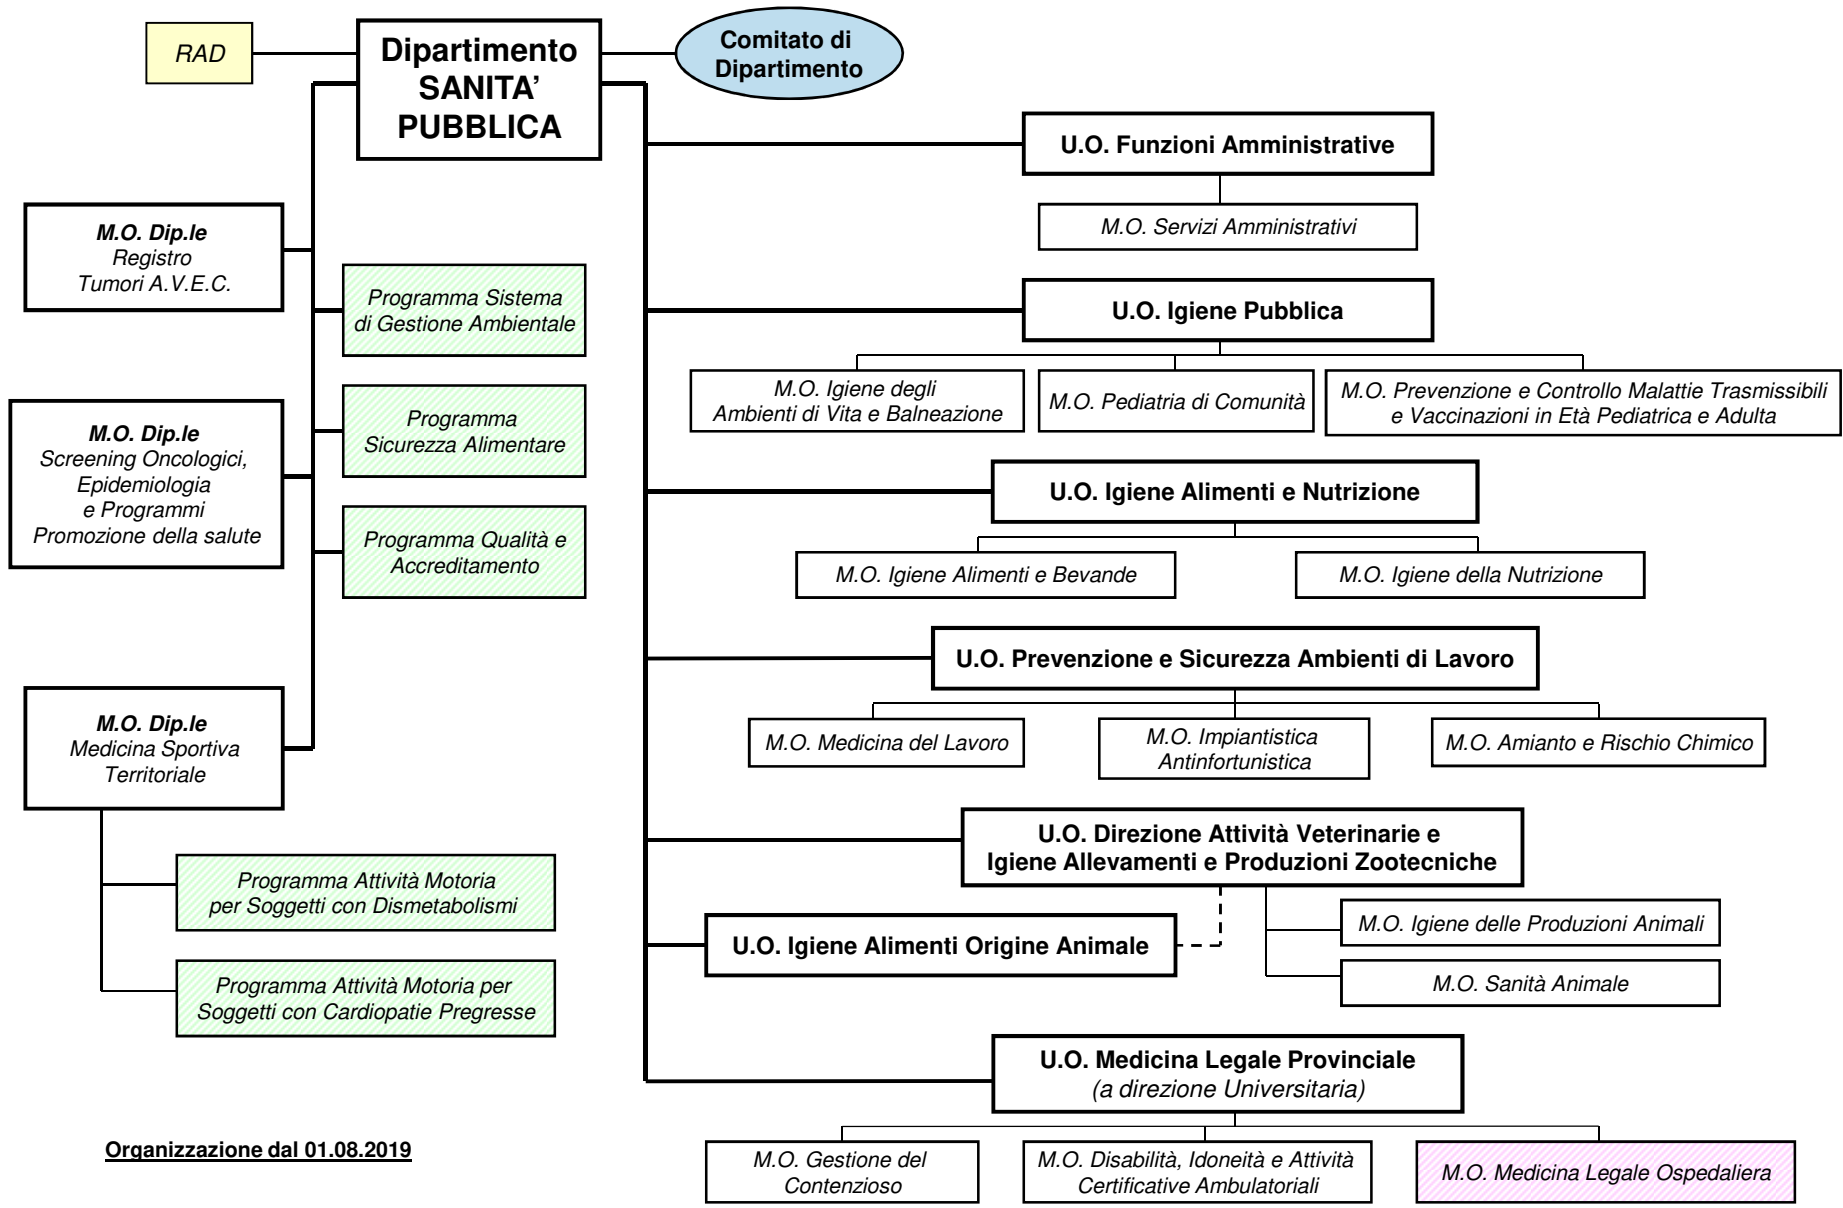 RAD
Dipartimento
SANITA’
PUBBLICA
Comitato di
Dipartimento
U.O. Funzioni Amministrative
M.O. Servizi Amministrativi
M.O. Dip.le
Registro
Tumori A.V.E.C.
Programma Sistema
di Gestione Ambientale
U.O. Igiene Pubblica
M.O. Igiene degli
Ambienti di Vita e Balneazione
M.O. Pediatria di Comunità
M.O. Prevenzione e Controllo Malattie Trasmissibili
e Vaccinazioni in Età Pediatrica e Adulta
Programma
Sicurezza Alimentare
M.O. Dip.le
Screening Oncologici,
Epidemiologia
e Programmi
Promozione della salute
U.O. Igiene Alimenti e Nutrizione
M.O. Igiene Alimenti e Bevande
M.O. Igiene della Nutrizione
Programma Qualità e
Accreditamento
U.O. Prevenzione e Sicurezza Ambienti di Lavoro
M.O. Medicina del Lavoro
M.O. Impiantistica
Antinfortunistica
M.O. Amianto e Rischio Chimico
M.O. Dip.le
Medicina Sportiva
Territoriale
Programma Attività Motoria
per Soggetti con Dismetabolismi
Programma Attività Motoria per
Soggetti con Cardiopatie Pregresse
U.O. Direzione Attività Veterinarie e
Igiene Allevamenti e Produzioni Zootecniche
U.O. Igiene Alimenti Origine Animale
M.O. Igiene delle Produzioni Animali
M.O. Sanità Animale
U.O. Medicina Legale Provinciale
(a direzione Universitaria)
M.O. Gestione del
Contenzioso
M.O. Disabilità, Idoneità e Attività
Certificative Ambulatoriali
M.O. Medicina Legale Ospedaliera
Organizzazione dal 01.08.2019